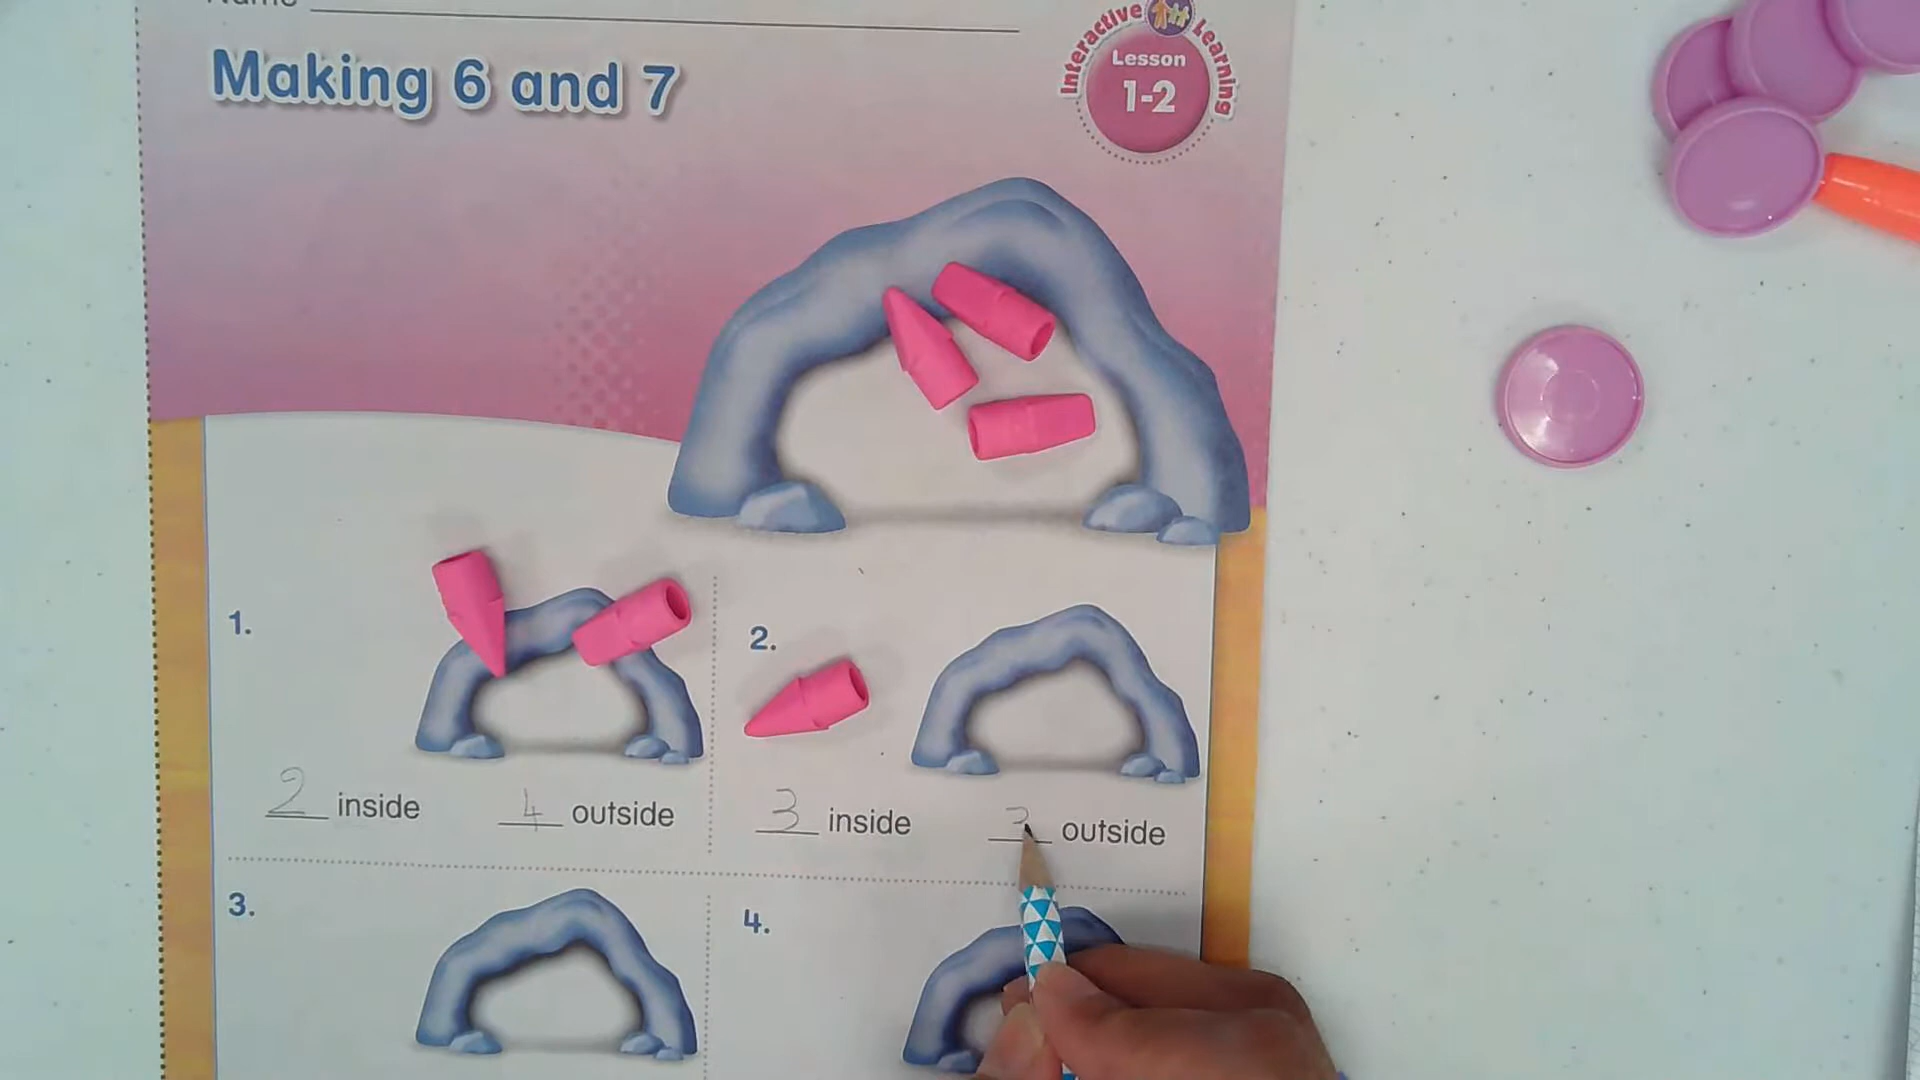 Name
Making 6 and 7
Interactive Learning
Lesson
1-2
1.
2 inside 4 outside
2.
3 inside 3 outside
3.
4.